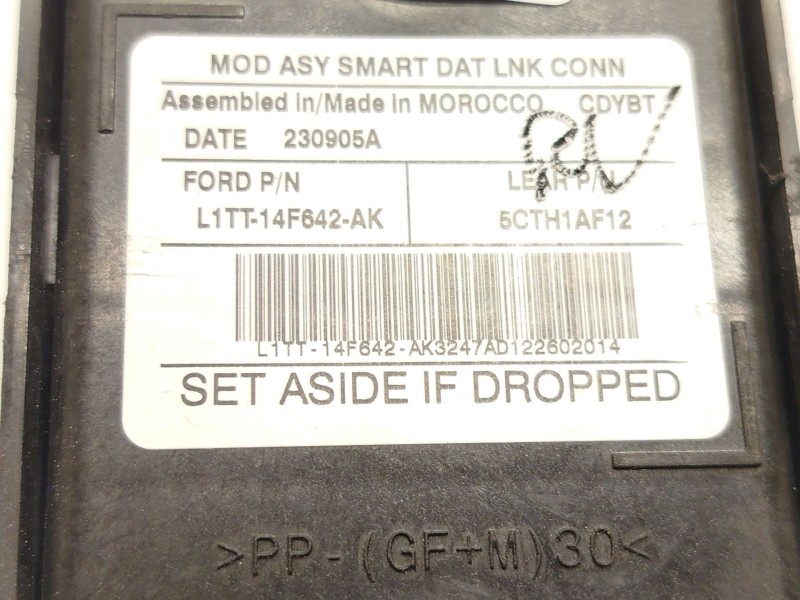 MOD ASY SMART DAT LNK CONN
Assembled in/Made in MOROCCO CDYBT
DATE 230905A
FORD P/N LEAR P/
L1TT-14F642-AK 5CTH1AF12
L1TT-14F642-AK3247AD122602014
SET ASIDE IF DROPPED
>PP-(GF+M)30<